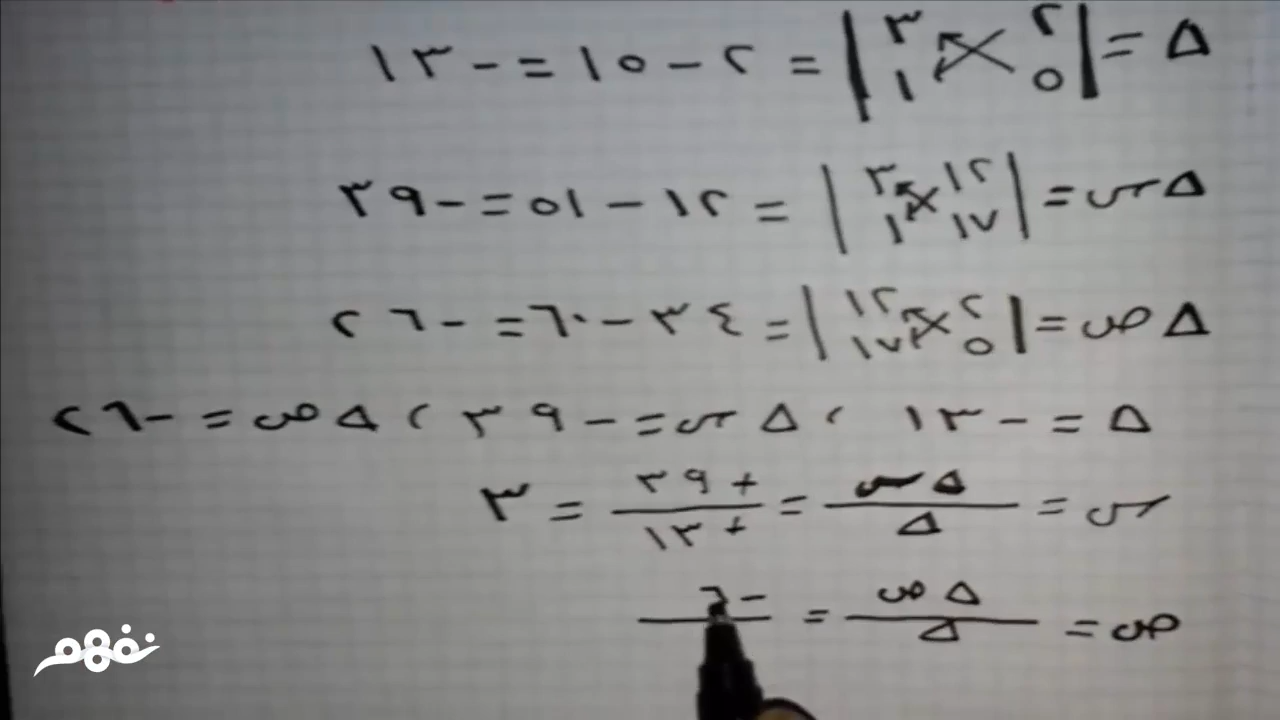 Δ = |٢ ٣| = ٢ - ١٥ = -١٣
|٥ ١|
Δس = |١٢ ٣| = ١٢ - ٥١ = -٣٩
|١٧ ١|
Δص = |٢ ١٢| = ٣٤ - ٦٠ = -٢٦
|٥ ١٧|
Δ = -١٣ ، Δس = -٣٩ ، Δص = -٢٦
س = Δس / Δ = +٣٩ / +١٣ = ٣
ص = Δص / Δ = -٦
نفهم